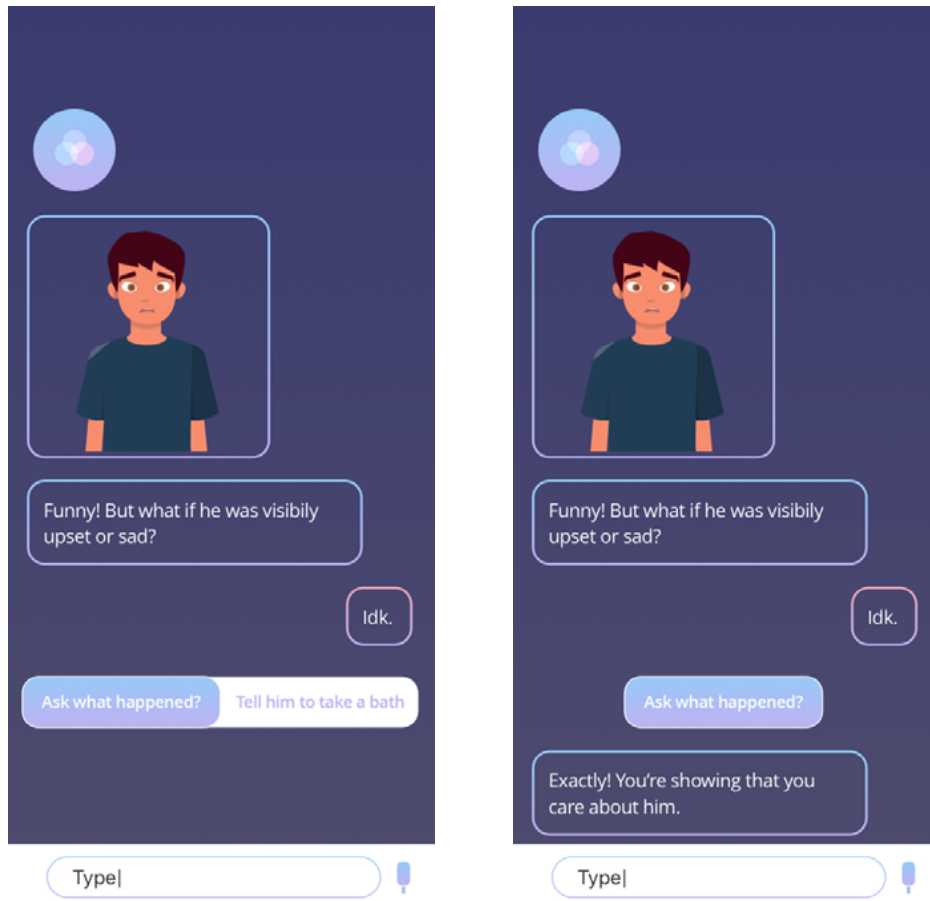 Funny! But what if he was visibily
upset or sad?
Idk.
Ask what happened?
Tell him to take a bath
Type|
Funny! But what if he was visibily
upset or sad?
Idk.
Ask what happened?
Exactly! You’re showing that you
care about him.
Type|